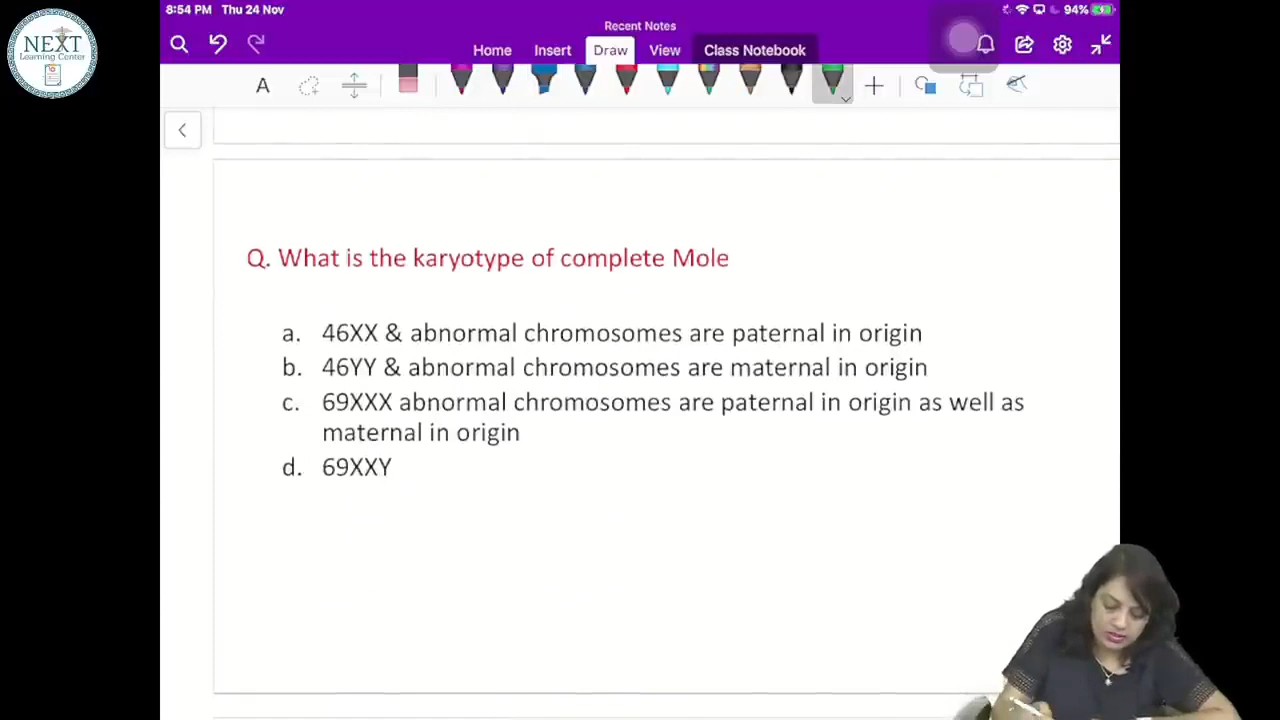 8:54 PM Thu 24 Nov
94%
NEXT
Learning Center
Recent Notes
Home Insert Draw View Class Notebook
A
Q. What is the karyotype of complete Mole
a. 46XX & abnormal chromosomes are paternal in origin
b. 46YY & abnormal chromosomes are maternal in origin
c. 69XXX abnormal chromosomes are paternal in origin as well as
maternal in origin
d. 69XXY